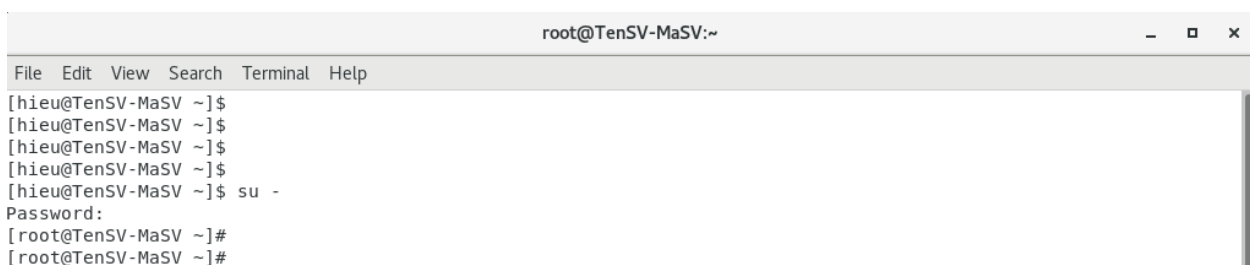 root@TenSV-MaSV:~
File Edit View Search Terminal Help
[hieu@TenSV-MaSV ~]$
[hieu@TenSV-MaSV ~]$
[hieu@TenSV-MaSV ~]$
[hieu@TenSV-MaSV ~]$
[hieu@TenSV-MaSV ~]$ su -
Password:
[root@TenSV-MaSV ~]#
[root@TenSV-MaSV ~]#